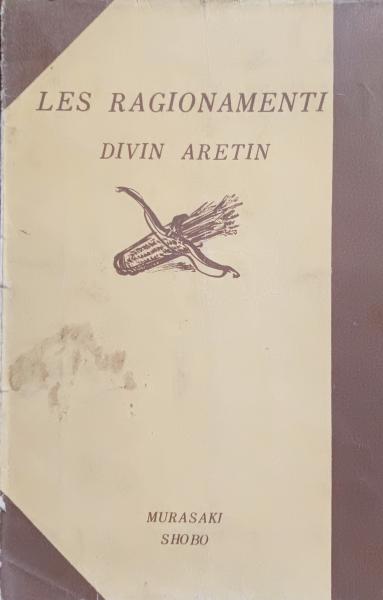 LES RAGIONAMENTI
DIVIN ARETIN
MURASAKI
SHOBO